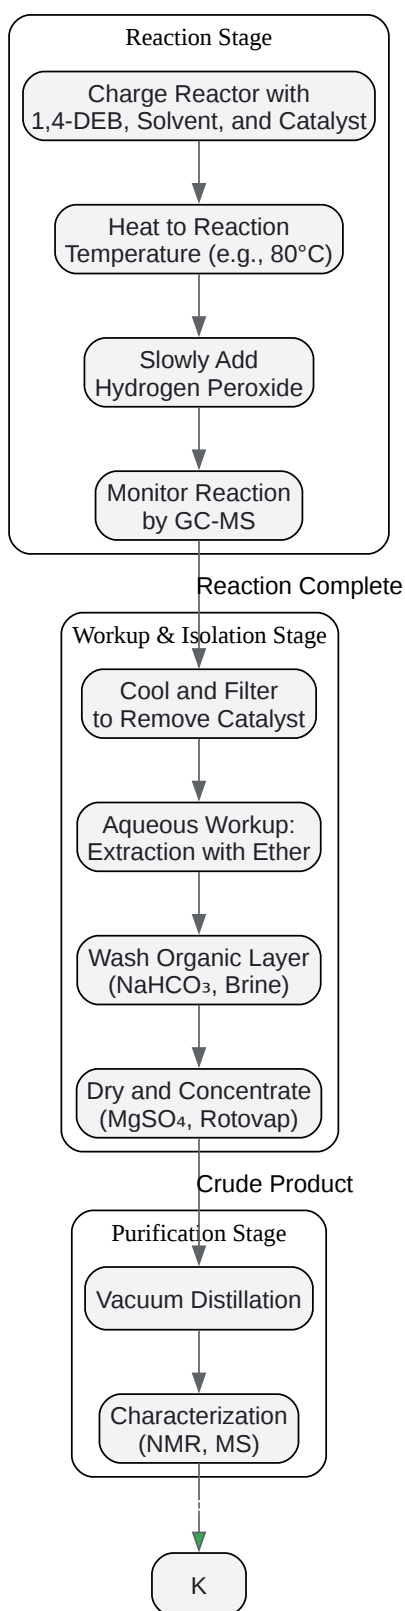 Reaction Stage
Charge Reactor with
1,4-DEB, Solvent, and Catalyst
Heat to Reaction
Temperature (e.g., 80°C)
Slowly Add
Hydrogen Peroxide
Monitor Reaction
by GC-MS
Reaction Complete
Workup & Isolation Stage
Cool and Filter
to Remove Catalyst
Aqueous Workup:
Extraction with Ether
Wash Organic Layer
(NaHCO₃, Brine)
Dry and Concentrate
(MgSO₄, Rotovap)
Crude Product
Purification Stage
Vacuum Distillation
Characterization
(NMR, MS)
K